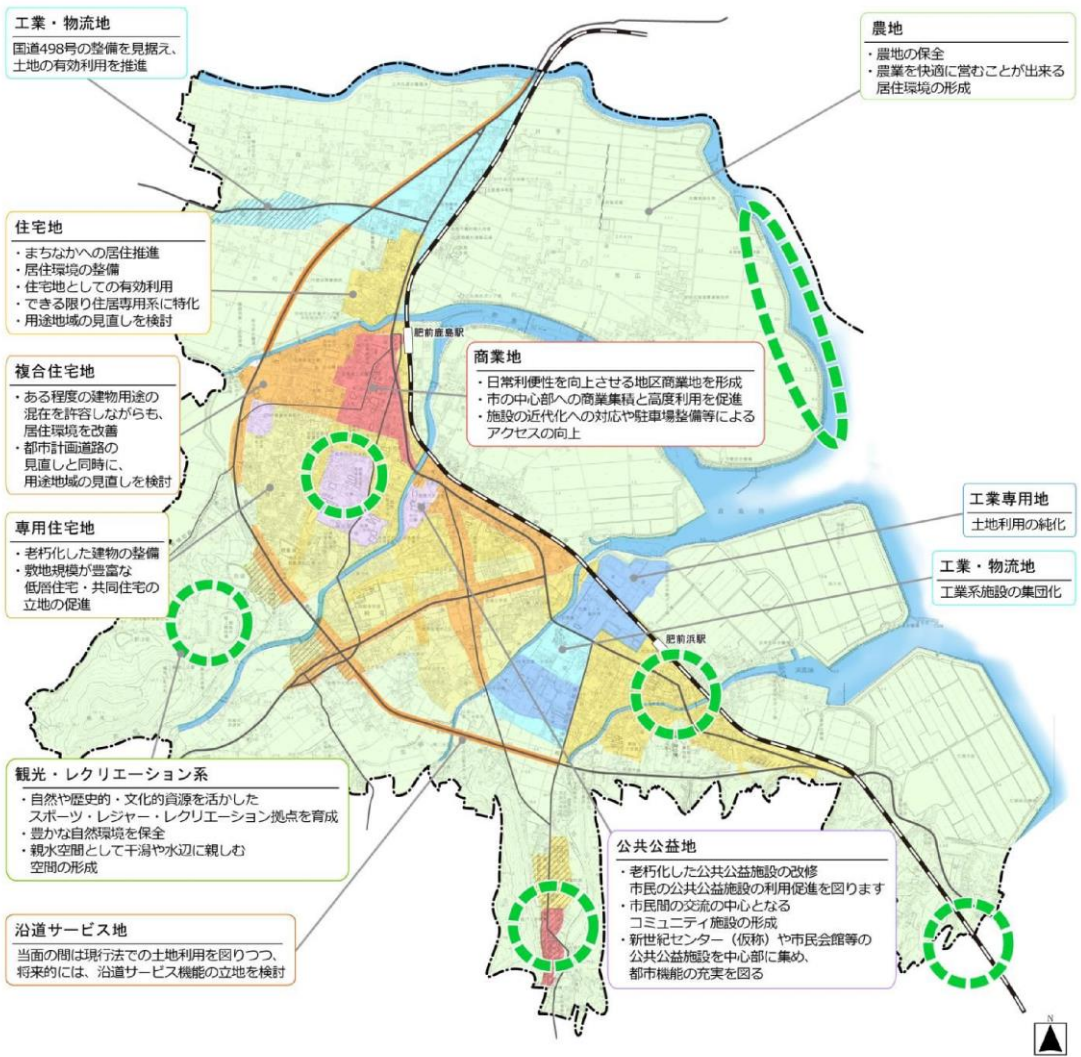 工業・物流地
国道498号の整備を見据え、
土地の有効利用を推進
農地
・農地の保全
・農業を快適に営むことが出来る
居住環境の形成
住宅地
・まちなかへの居住推進
・居住環境の整備
・住宅地としての有効利用
・できる限り住居専用系に特化
・用途地域の見直しを検討
肥前鹿島駅
商業地
・日常利便性を向上させる地区商業地を形成
・市の中心部への商業集積と高度利用を促進
・施設の近代化への対応や駐車場整備等による
アクセスの向上
複合住宅地
・ある程度の建物用途の
混在を許容しながらも、
居住環境を改善
・都市計画道路の
見直しと同時に、
用途地域の見直しを検討
工業専用地
土地利用の純化
専用住宅地
・老朽化した建物の整備
・敷地規模が豊富な
低層住宅・共同住宅の
立地の促進
工業・物流地
工業系施設の集団化
肥前浜駅
観光・レクリエーション系
・自然や歴史的・文化的資源を活かした
スポーツ・レジャー・レクリエーション拠点を育成
・豊かな自然環境を保全
・親水空間として干潟や水辺に親しむ
空間の形成
公共公益地
・老朽化した公共公益施設の改修
市民の公共公益施設の利用促進を図ります
・市民間の交流の中心となる
コミュニティ施設の形成
・新世紀センター（仮称）や市民会館等の
公共公益施設を中心部に集め、
都市機能の充実を図る
沿道サービス地
当面の間は現行法での土地利用を図りつつ、
将来的には、沿道サービス機能の立地を検討
N